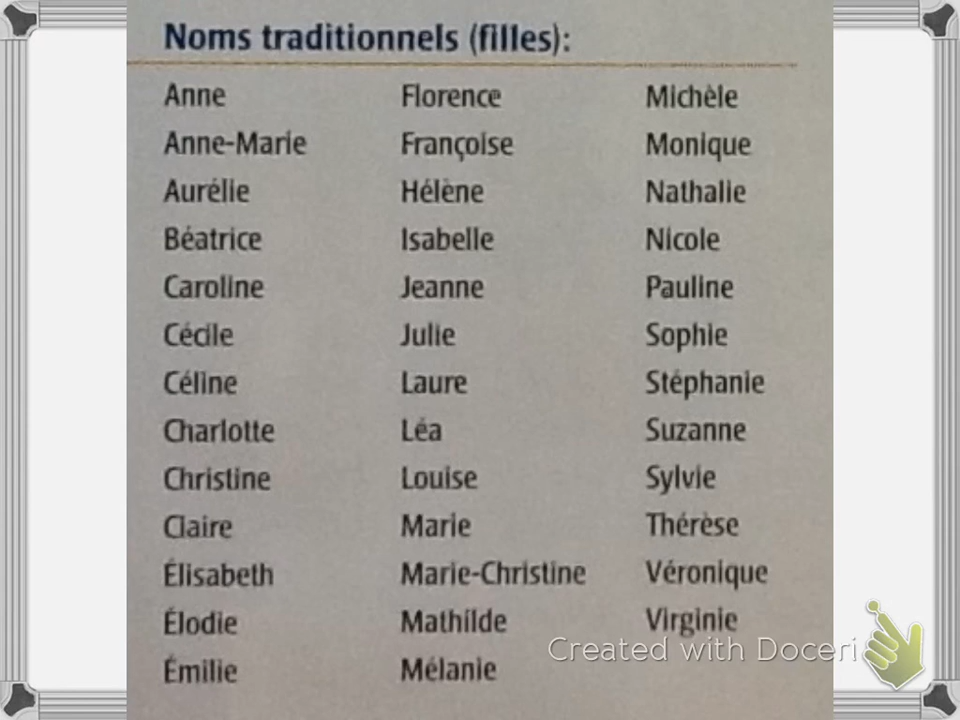 Noms traditionnels (filles):
Anne Florence Michèle
Anne-Marie Françoise Monique
Aurélie Hélène Nathalie
Béatrice Isabelle Nicole
Caroline Jeanne Pauline
Cécile Julie Sophie
Céline Laure Stéphanie
Charlotte Léa Suzanne
Christine Louise Sylvie
Claire Marie Thérèse
Élisabeth Marie-Christine Véronique
Élodie Mathilde Virginie
Émilie Mélanie
Created with Doceri